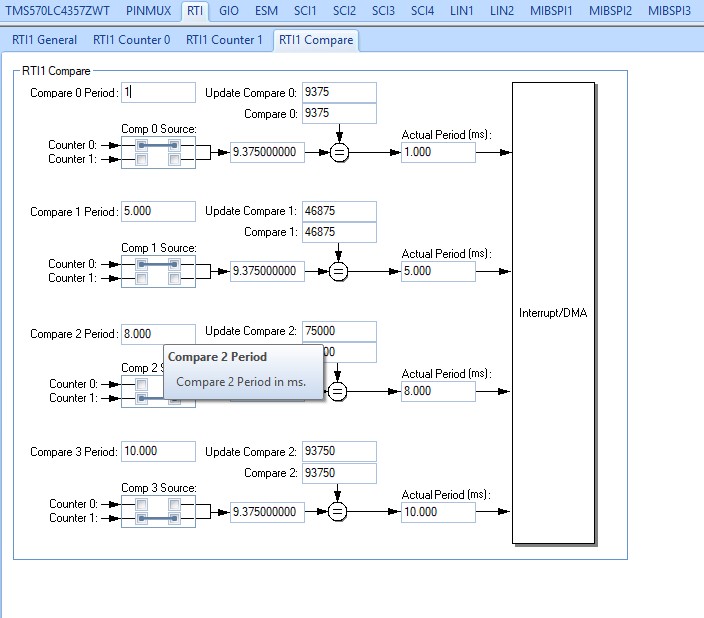 TMS570LC4357ZWT PINMUX RTI GIO ESM SCI1 SCI2 SCI3 SCI4 LIN1 LIN2 MIBSPI1 MIBSPI2 MIBSPI3
RTI1 General RTI1 Counter 0 RTI1 Counter 1 RTI1 Compare
RTI1 Compare
Compare 0 Period: 1 Update Compare 0: 9375
Compare 0: 9375
Comp 0 Source: Actual Period (ms):
Counter 0:
Counter 1:
9.375000000 = 1.000
Compare 1 Period: 5.000 Update Compare 1: 46875
Compare 1: 46875
Comp 1 Source: Actual Period (ms):
Counter 0:
Counter 1:
9.375000000 = 5.000
Interrupt/DMA
Compare 2 Period: 8.000 Update Compare 2: 75000
Compare 2 Period
Compare 2 Period in ms.
Comp 2 Actual Period (ms):
Counter 0:
Counter 1:
= 8.000
Compare 3 Period: 10.000 Update Compare 2: 93750
Compare 2: 93750
Comp 3 Source: Actual Period (ms):
Counter 0:
Counter 1:
9.375000000 = 10.000